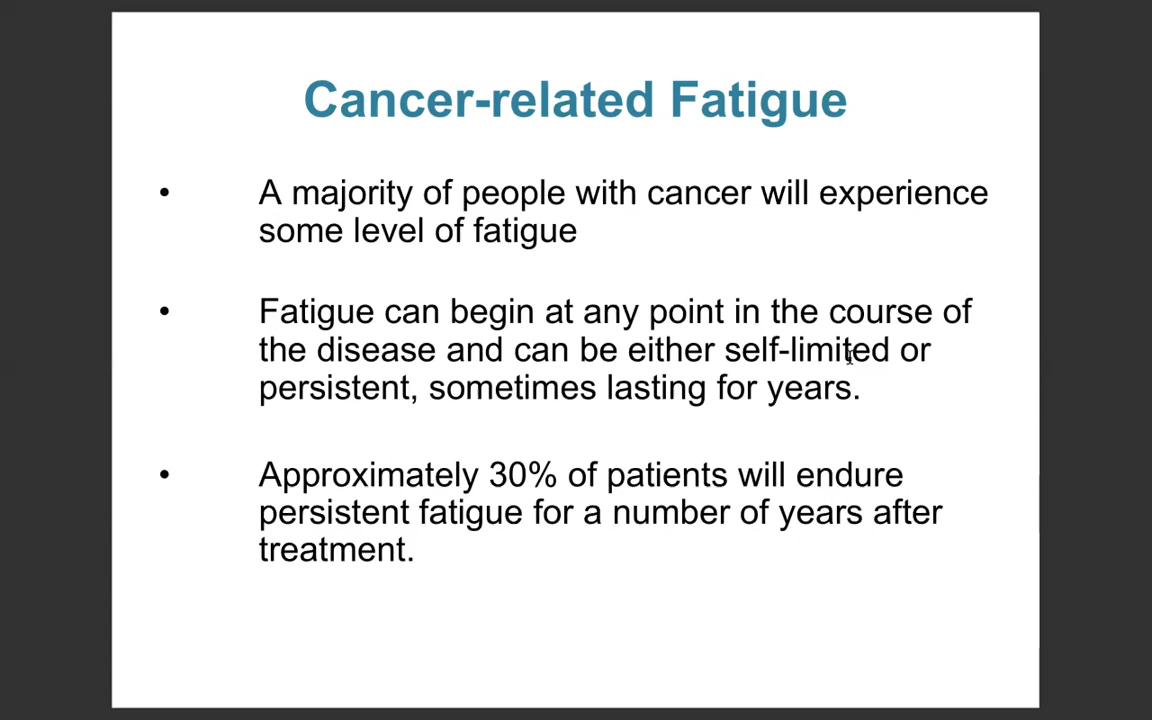 Cancer-related Fatigue
• A majority of people with cancer will experience
some level of fatigue
• Fatigue can begin at any point in the course of
the disease and can be either self-limited or
persistent, sometimes lasting for years.
• Approximately 30% of patients will endure
persistent fatigue for a number of years after
treatment.